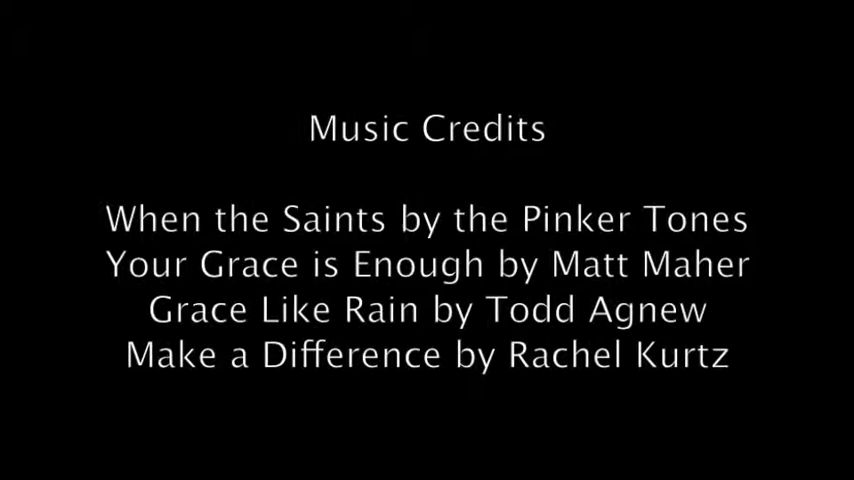 Music Credits
When the Saints by the Pinker Tones
Your Grace is Enough by Matt Maher
Grace Like Rain by Todd Agnew
Make a Difference by Rachel Kurtz